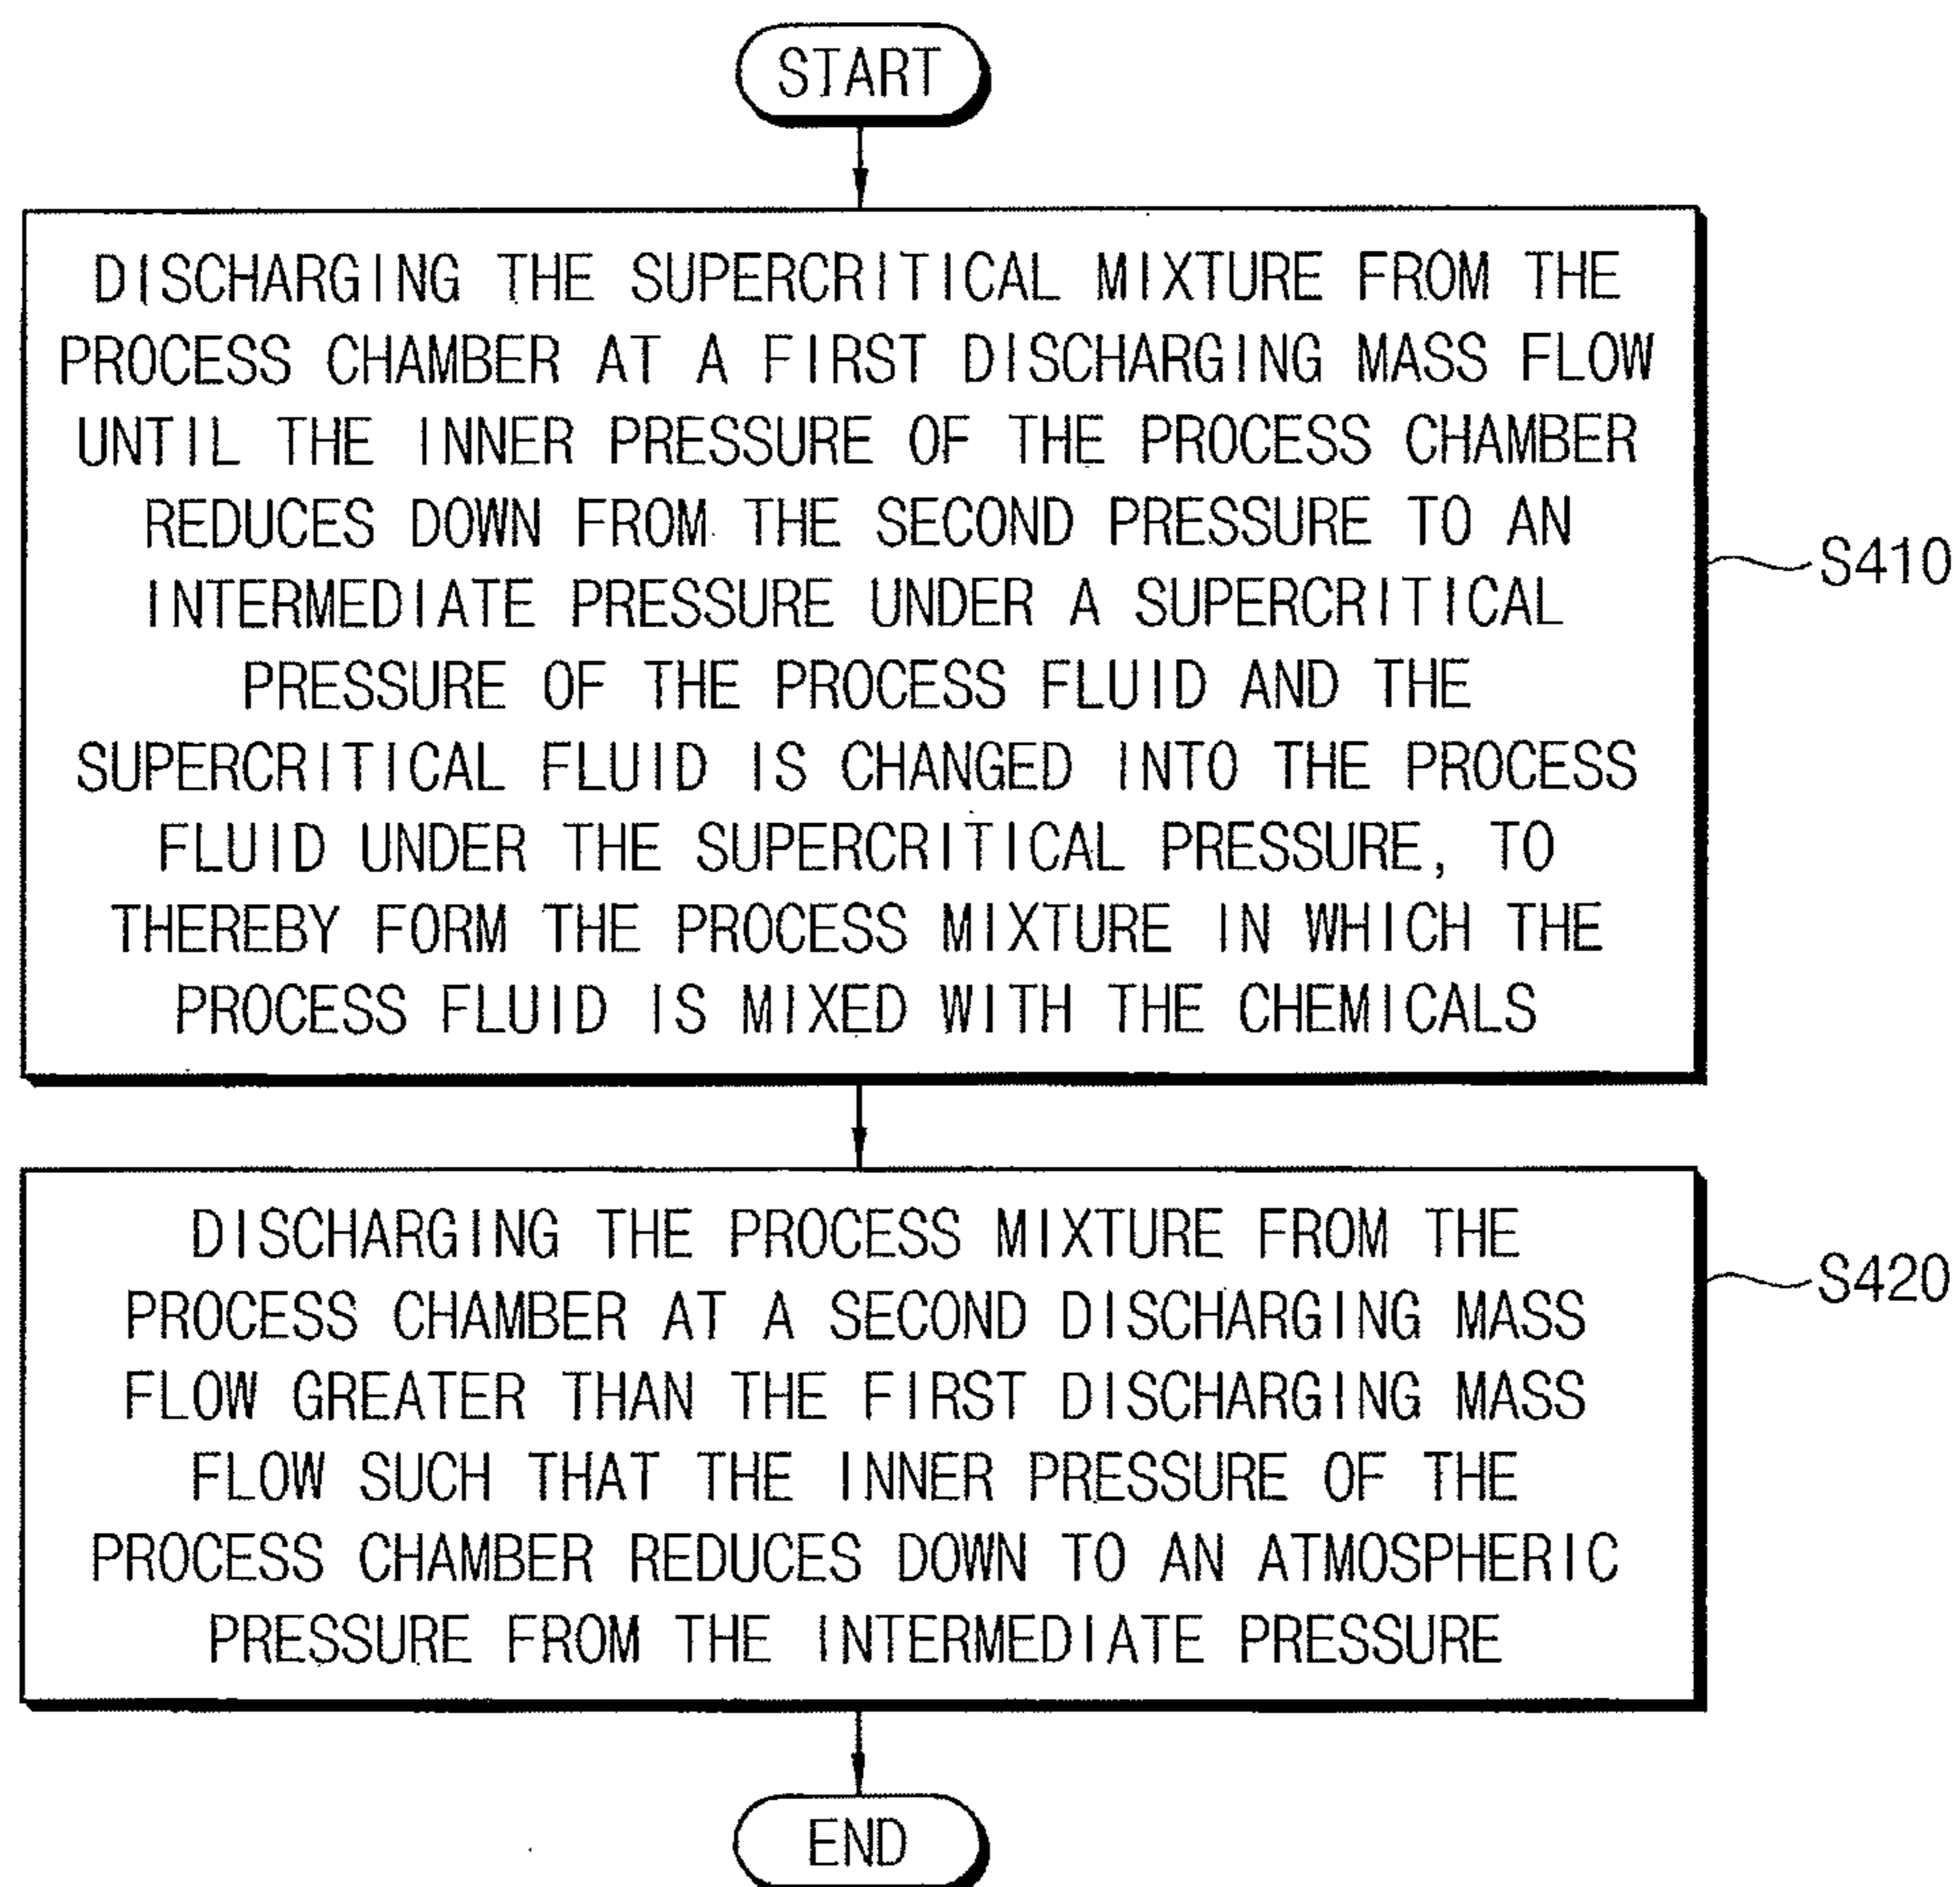 START
DISCHARGING THE SUPERCRITICAL MIXTURE FROM THE
PROCESS CHAMBER AT A FIRST DISCHARGING MASS FLOW
UNTIL THE INNER PRESSURE OF THE PROCESS CHAMBER
REDUCES DOWN FROM THE SECOND PRESSURE TO AN
INTERMEDIATE PRESSURE UNDER A SUPERCRITICAL
PRESSURE OF THE PROCESS FLUID AND THE
SUPERCRITICAL FLUID IS CHANGED INTO THE PROCESS
FLUID UNDER THE SUPERCRITICAL PRESSURE, TO
THEREBY FORM THE PROCESS MIXTURE IN WHICH THE
PROCESS FLUID IS MIXED WITH THE CHEMICALS
S410
DISCHARGING THE PROCESS MIXTURE FROM THE
PROCESS CHAMBER AT A SECOND DISCHARGING MASS
FLOW GREATER THAN THE FIRST DISCHARGING MASS
FLOW SUCH THAT THE INNER PRESSURE OF THE
PROCESS CHAMBER REDUCES DOWN TO AN ATMOSPHERIC
PRESSURE FROM THE INTERMEDIATE PRESSURE
S420
END